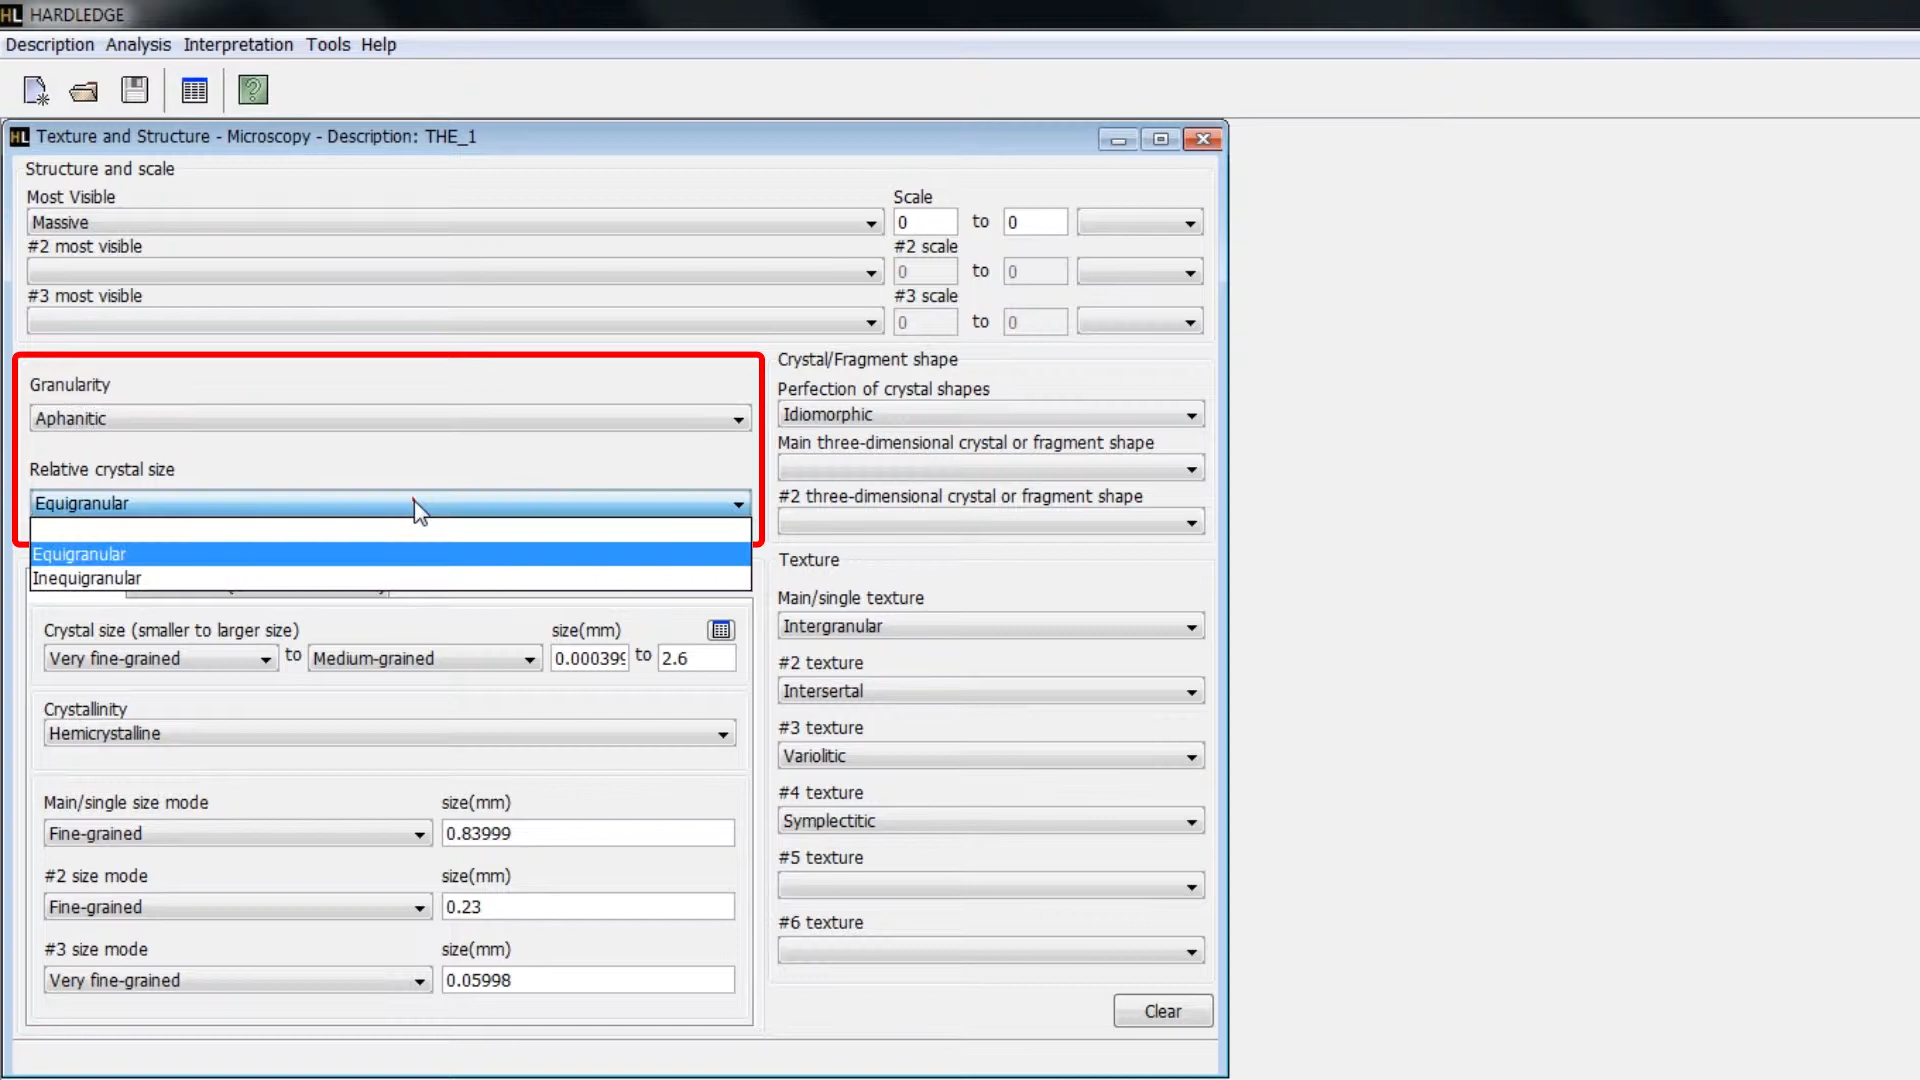 HL HARDLEDGE
Description Analysis Interpretation Tools Help
HL Texture and Structure - Microscopy - Description: THE_1
Structure and scale
Most Visible
Scale
Massive
0 to 0
#2 most visible
#2 scale
0 to 0
#3 most visible
#3 scale
0 to 0
Granularity
Aphanitic
Relative crystal size
Equigranular
Equigranular
Inequigranular
Crystal size (smaller to larger size)
size(mm)
Very fine-grained to Medium-grained
0.00039 to 2.6
Crystallinity
Hemicrystalline
Main/single size mode
size(mm)
Fine-grained
0.83999
#2 size mode
size(mm)
Fine-grained
0.23
#3 size mode
size(mm)
Very fine-grained
0.05998
Crystal/Fragment shape
Perfection of crystal shapes
Idiomorphic
Main three-dimensional crystal or fragment shape
#2 three-dimensional crystal or fragment shape
Texture
Main/single texture
Intergranular
#2 texture
Intersertal
#3 texture
Variolitic
#4 texture
Symplectitic
#5 texture
#6 texture
Clear